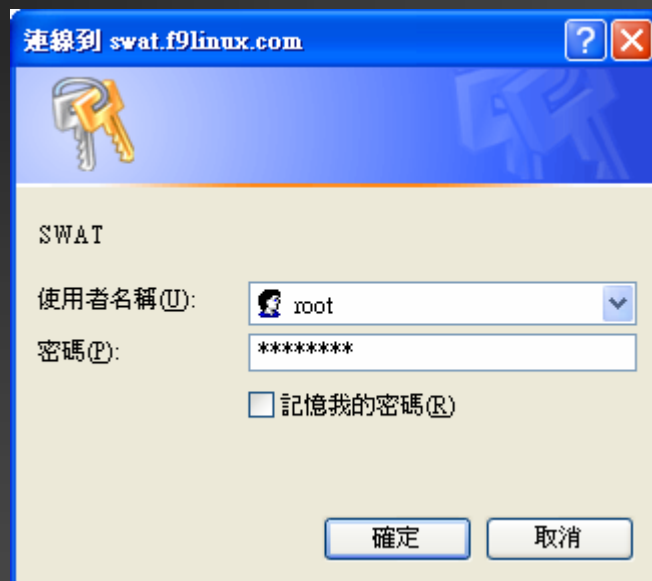 連線到 swat.f9linux.com
SWAT
使用者名稱(U):
root
密碼(P):
********
記憶我的密碼(R)
確定
取消